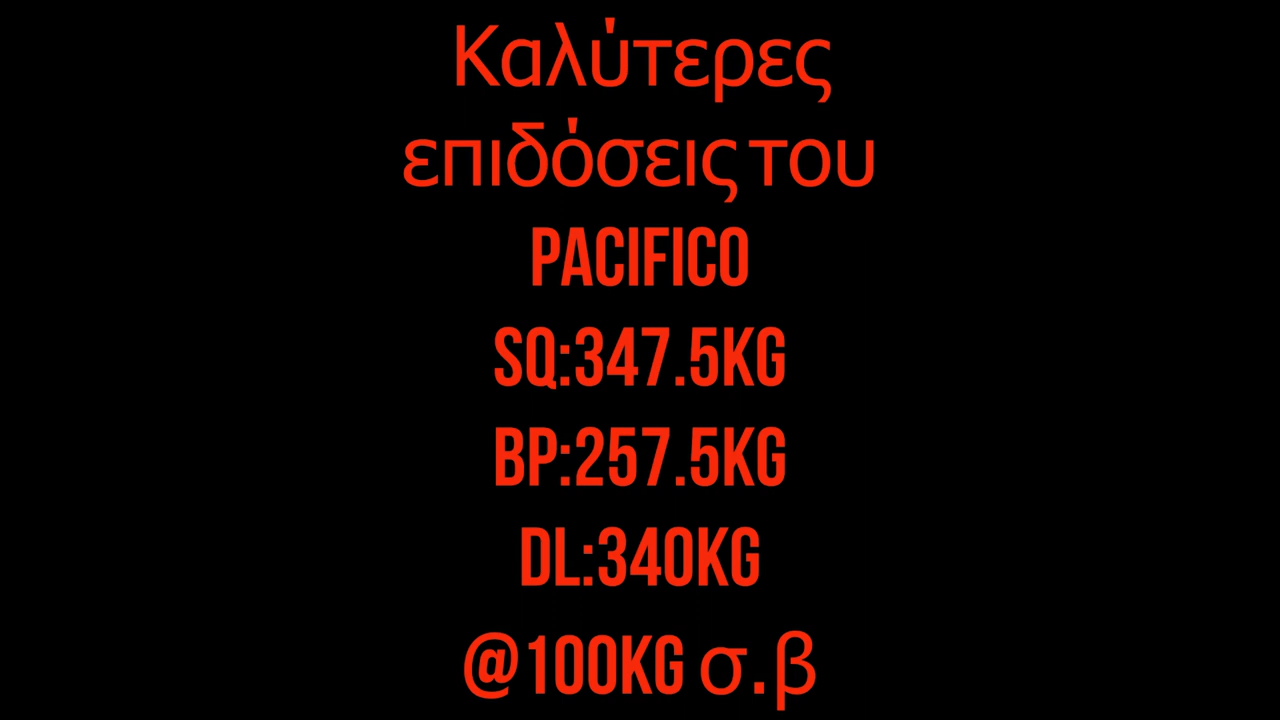 Καλύτερες
επιδόσεις του
PACIFICO
SQ:347.5KG
BP:257.5KG
DL:340KG
@100KG σ.β